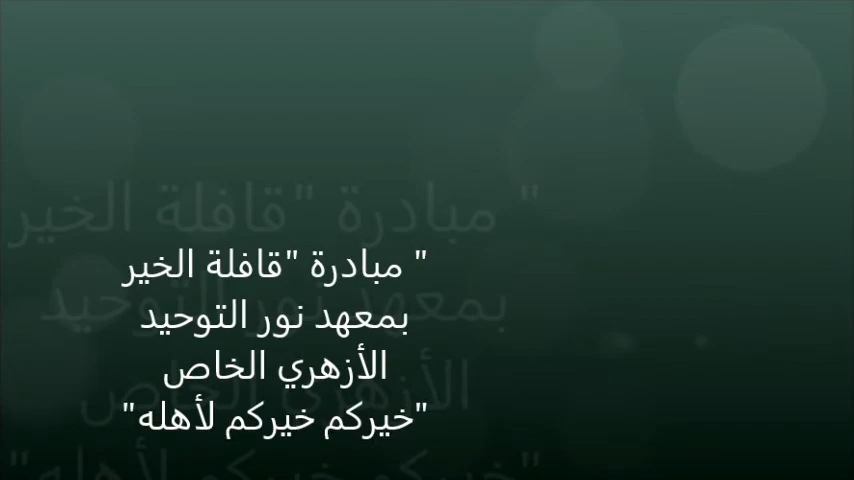 " مبادرة "قافلة الخير
بمعهد نور التوحيد
الأزهري الخاص
"خيركم خيركم لأهله"